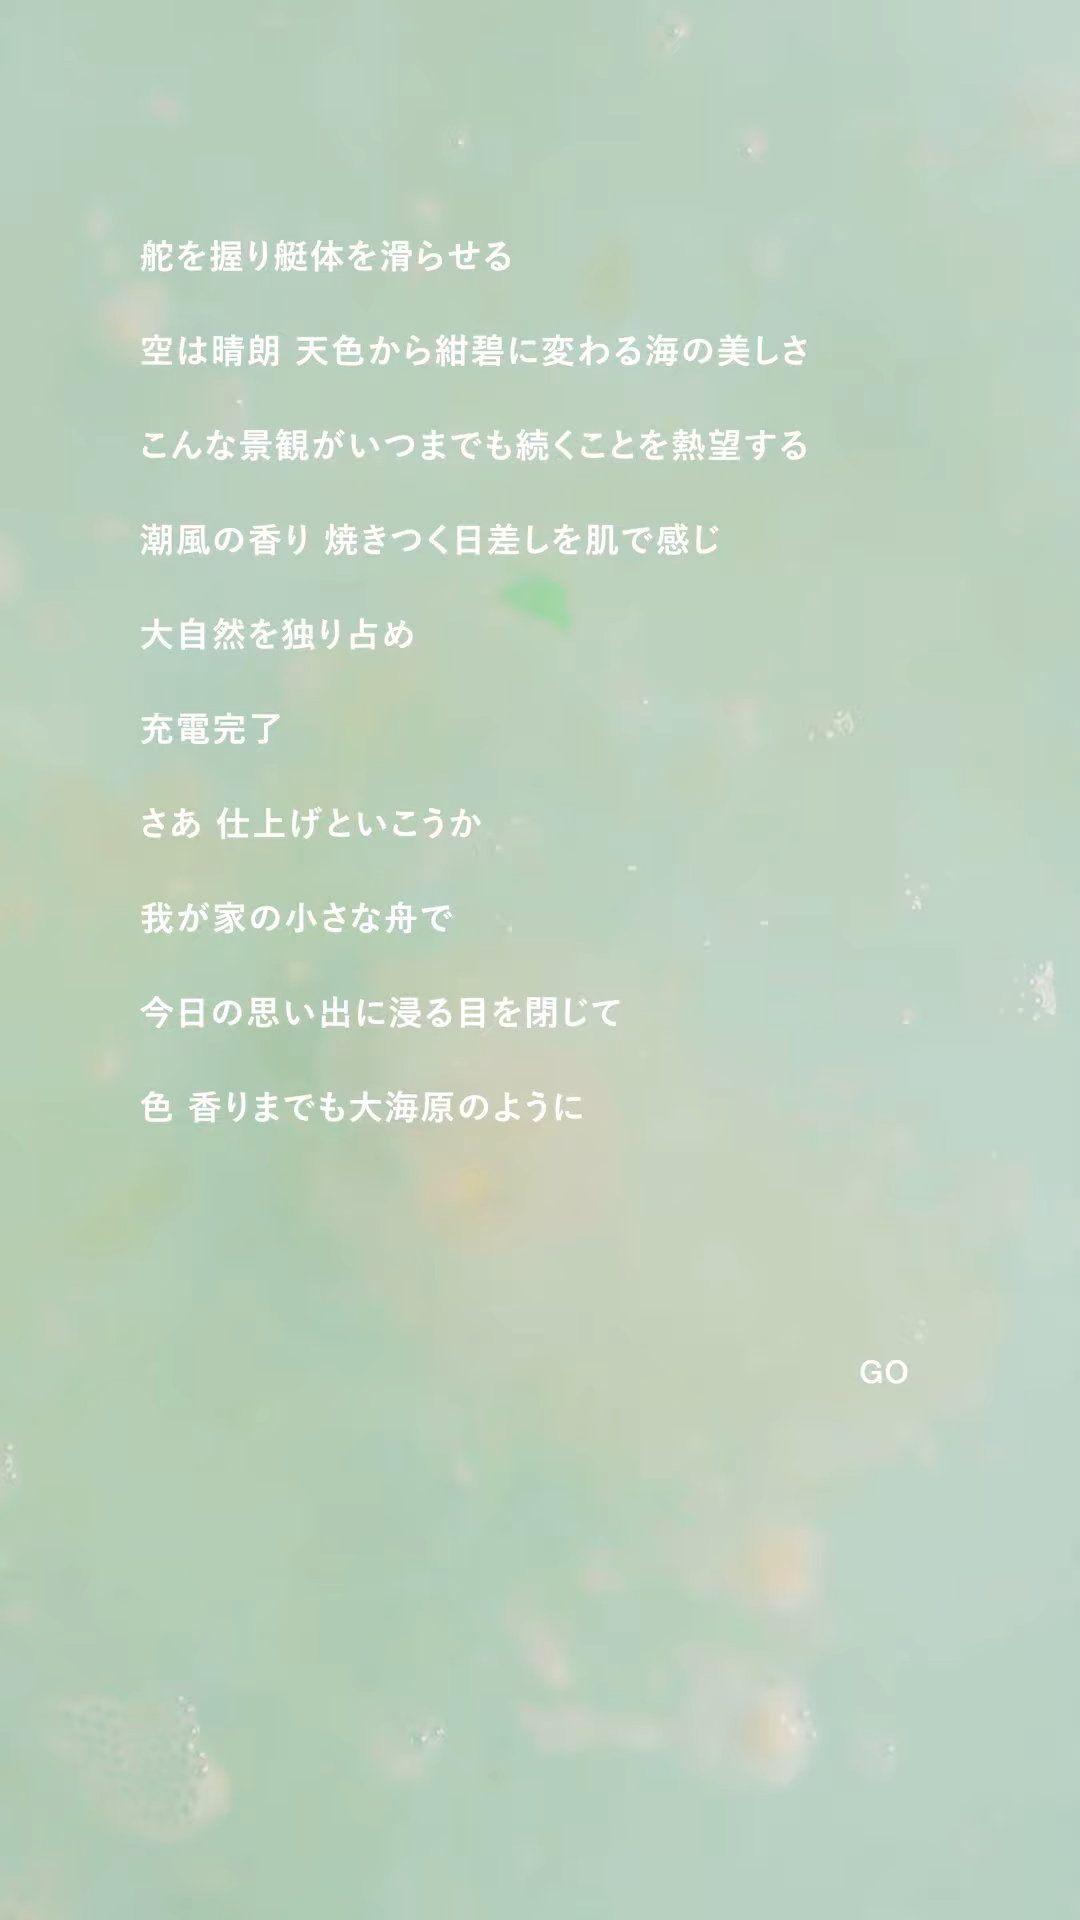 舵を握り艇体を滑らせる
空は晴朗 天色から紺碧に変わる海の美しさ
こんな景観がいつまでも続くことを熱望する
潮風の香り 焼きつく日差しを肌で感じ
大自然を独り占め
充電完了
さあ 仕上げといこうか
我が家の小さな舟で
今日の思い出に浸る目を閉じて
色 香りまでも大海原のように
GO